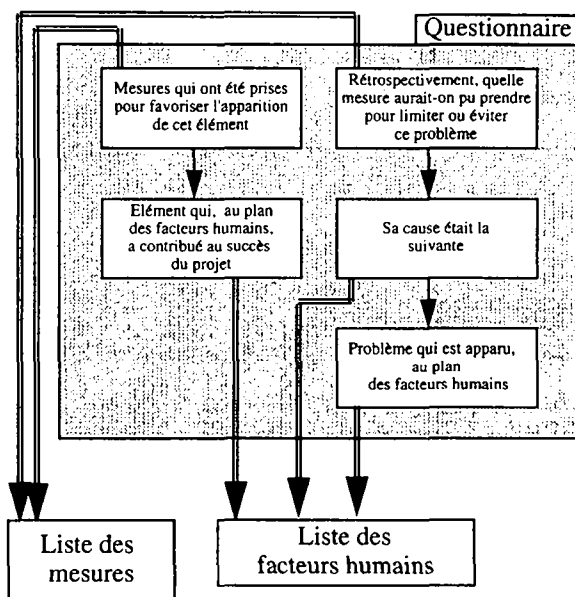 Questionnaire
Mesures qui ont été prises
pour favoriser l'apparition
de cet élément
Rétrospectivement, quelle
mesure aurait-on pu prendre
pour limiter ou éviter
ce problème
Elément qui, au plan
des facteurs humains,
a contribué au succès
du projet
Sa cause était la
suivante
Problème qui est apparu,
au plan
des facteurs humains
Liste des
mesures
Liste des
facteurs humains